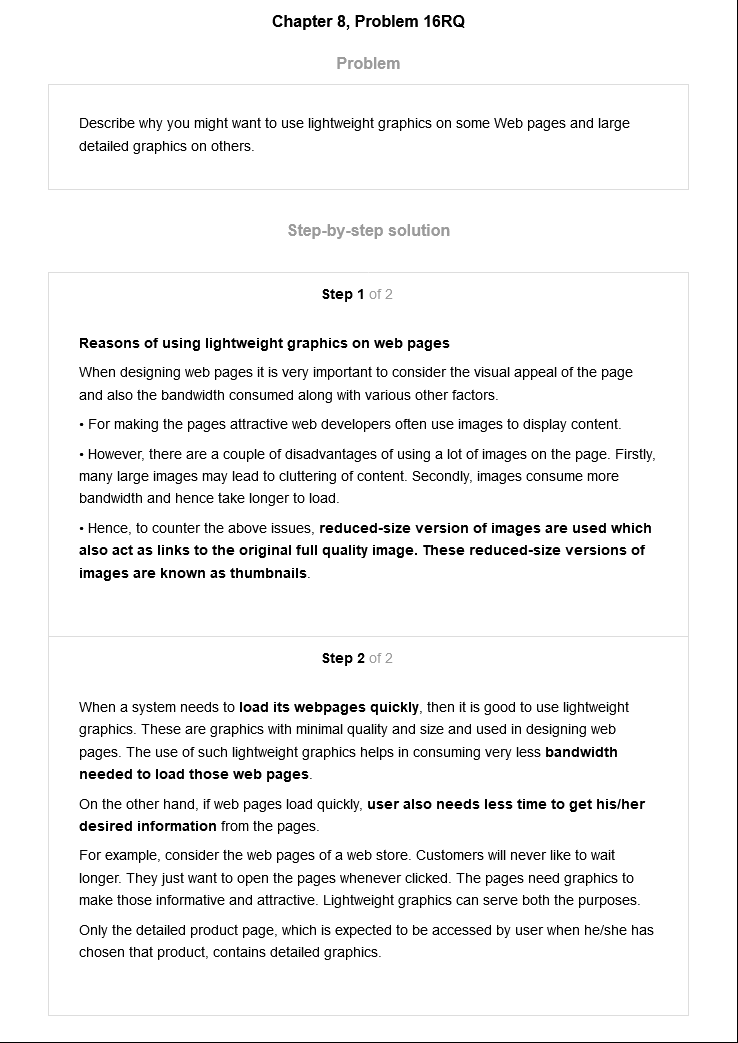 Chapter 8, Problem 16RQ
Problem
Describe why you might want to use lightweight graphics on some Web pages and large
detailed graphics on others.
Step-by-step solution
Step 1 of 2
Reasons of using lightweight graphics on web pages
When designing web pages it is very important to consider the visual appeal of the page
and also the bandwidth consumed along with various other factors.
• For making the pages attractive web developers often use images to display content.
• However, there are a couple of disadvantages of using a lot of images on the page. Firstly,
many large images may lead to cluttering of content. Secondly, images consume more
bandwidth and hence take longer to load.
• Hence, to counter the above issues, reduced-size version of images are used which
also act as links to the original full quality image. These reduced-size versions of
images are known as thumbnails.
Step 2 of 2
When a system needs to load its webpages quickly, then it is good to use lightweight
graphics. These are graphics with minimal quality and size and used in designing web
pages. The use of such lightweight graphics helps in consuming very less bandwidth
needed to load those web pages.
On the other hand, if web pages load quickly, user also needs less time to get his/her
desired information from the pages.
For example, consider the web pages of a web store. Customers will never like to wait
longer. They just want to open the pages whenever clicked. The pages need graphics to
make those informative and attractive. Lightweight graphics can serve both the purposes.
Only the detailed product page, which is expected to be accessed by user when he/she has
chosen that product, contains detailed graphics.